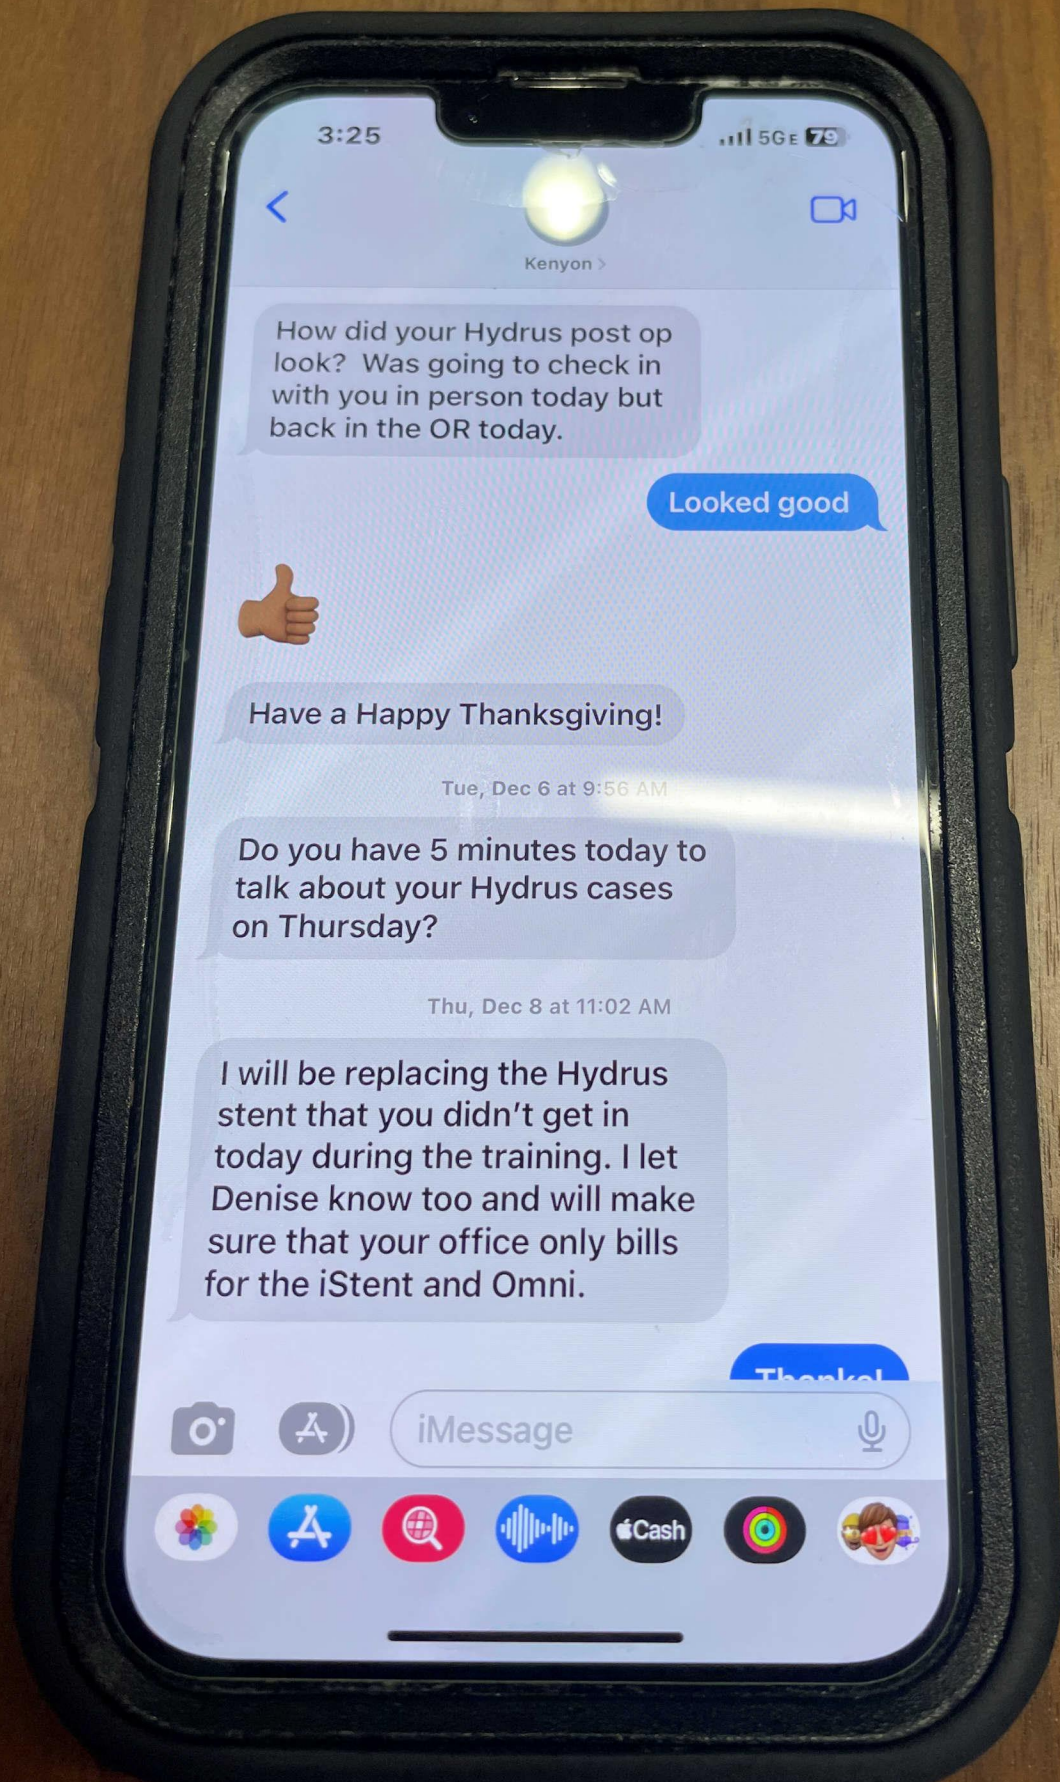 3:25
5GE 79
Kenyon >
How did your Hydrus post op
look? Was going to check in
with you in person today but
back in the OR today.
Looked good
Have a Happy Thanksgiving!
Tue, Dec 6 at 9:56 AM
Do you have 5 minutes today to
talk about your Hydrus cases
on Thursday?
Thu, Dec 8 at 11:02 AM
I will be replacing the Hydrus
stent that you didn't get in
today during the training. I let
Denise know too and will make
sure that your office only bills
for the iStent and Omni.
Thanks!
iMessage
Cash